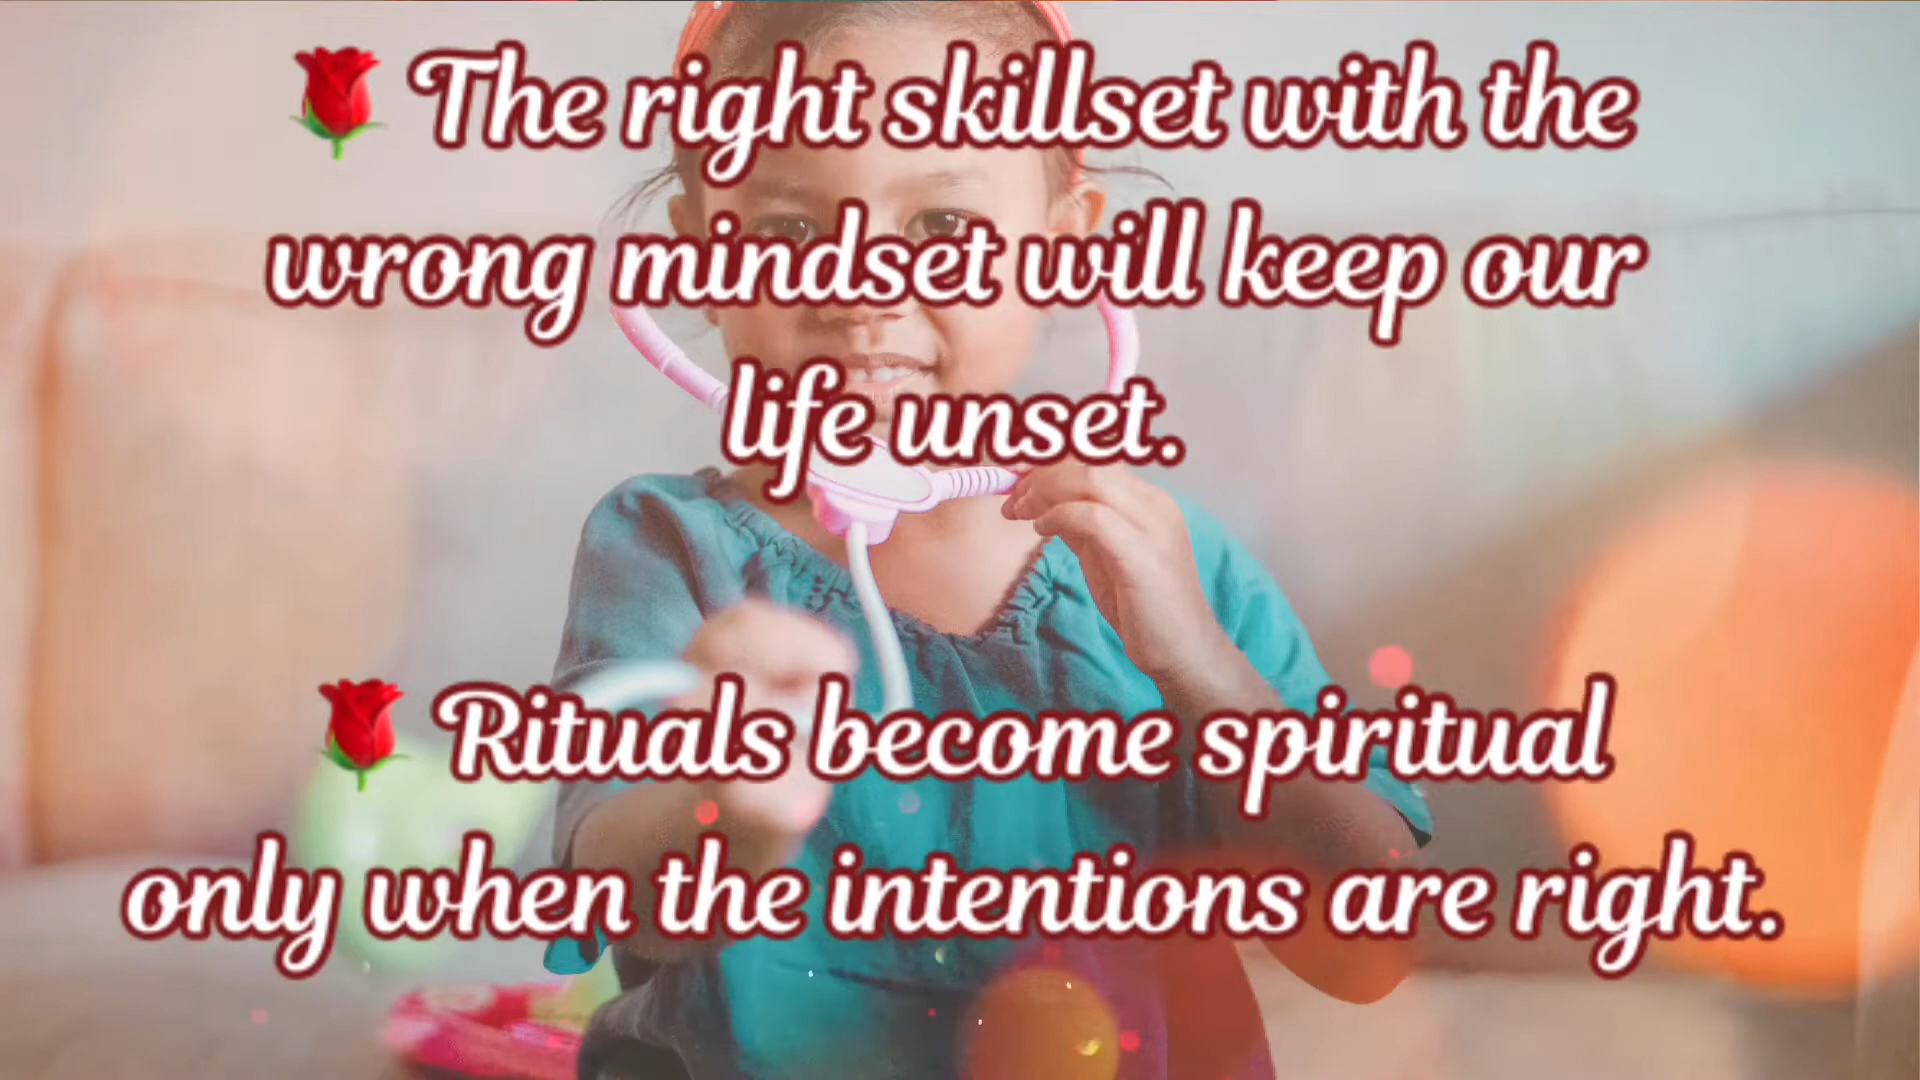 🌹 The right skillset with the
wrong mindset will keep our
life unset.
🌹 Rituals become spiritual
only when the intentions are right.